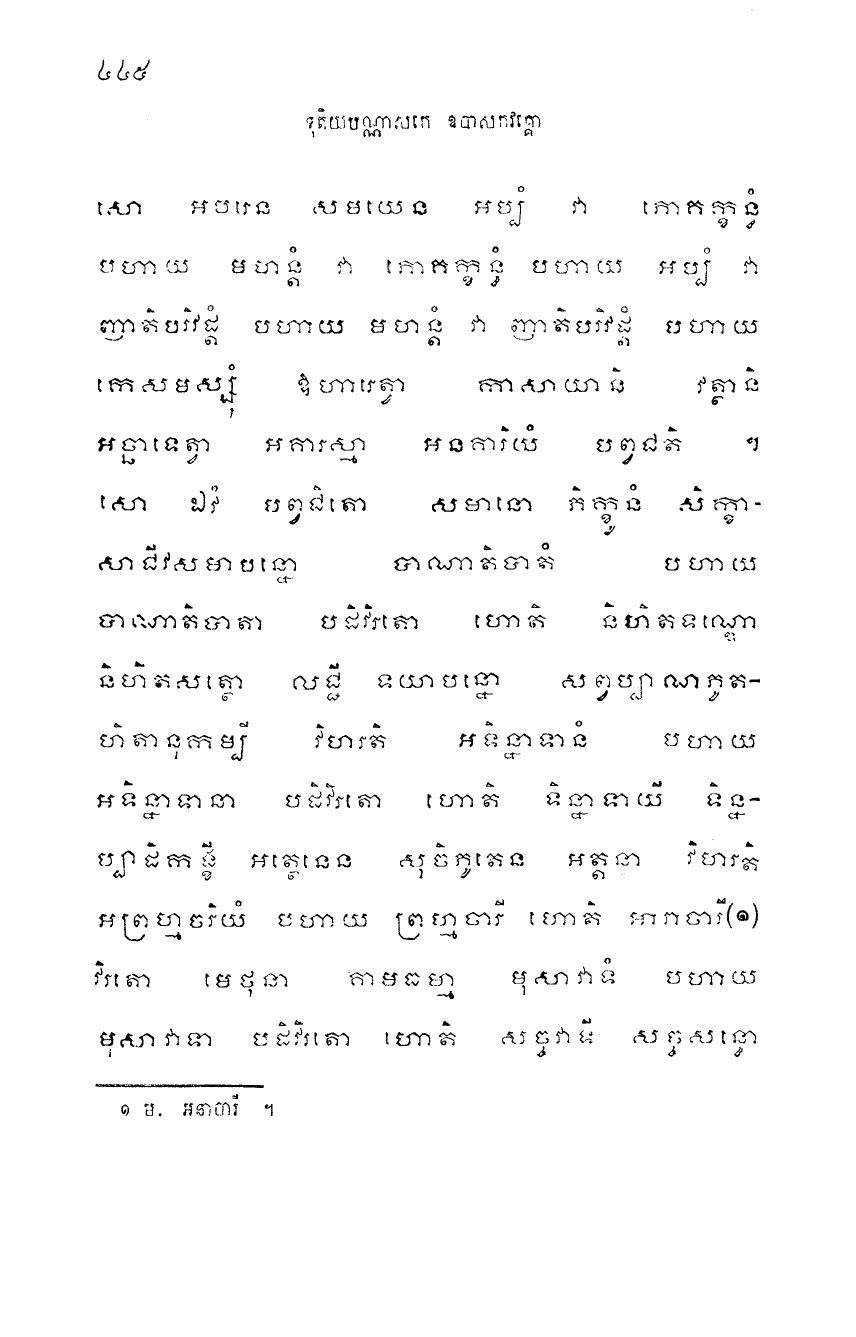 ៤៤៥
ទុតិយបណ្ណាសកេ ឧបាសកវគ្គោ
សោ អបរេន សមយេន អប្បំ វា ភោគក្ខន្ធំ
បហាយ មហន្តំ វា ភោគក្ខន្ធំ បហាយ អប្បំ វា
ញាតិបរិវដ្តំ បហាយ មហន្តំ វា ញាតិបរិវដ្តំ បហាយ
កេសមស្សុំ ឱហារេត្វា កាសាយានិ វត្ថានិ
អច្ឆាទេត្វា អគារស្មា អនគារិយំ បព្វជតិ ។
សោ ឯវំ បព្វជិតោ សមានោ ភិក្ខូនំ សិក្ខា-
សាជីវសមាបន្នោ បាណាតិបាតំ បហាយ
បាណាតិបាតា បដិវិរតោ ហោតិ និហិតទណ្ឌោ
និហិតសត្ថោ លជ្ជី ទយាបន្នោ សព្វប្បាណភូត-
ហិតានុកម្បី វិហរតិ អទិន្នាទានំ បហាយ
អទិន្នាទានា បដិវិរតោ ហោតិ ទិន្នាទាយី ទិន្ន-
ប្បាដិកង្ខី អត្ថេនេន សុចិភូតេន អត្តនា វិហរតិ
អព្រហ្មចរិយំ បហាយ ព្រហ្មចារី ហោតិ អារាចារី(១)
វិរតោ មេថុនា គាមធម្មា មុសាវាទំ បហាយ
មុសាវាទា បដិវិរតោ ហោតិ សច្ចវាទី សច្ចសន្ធោ
១ ម. អនាចារី ។